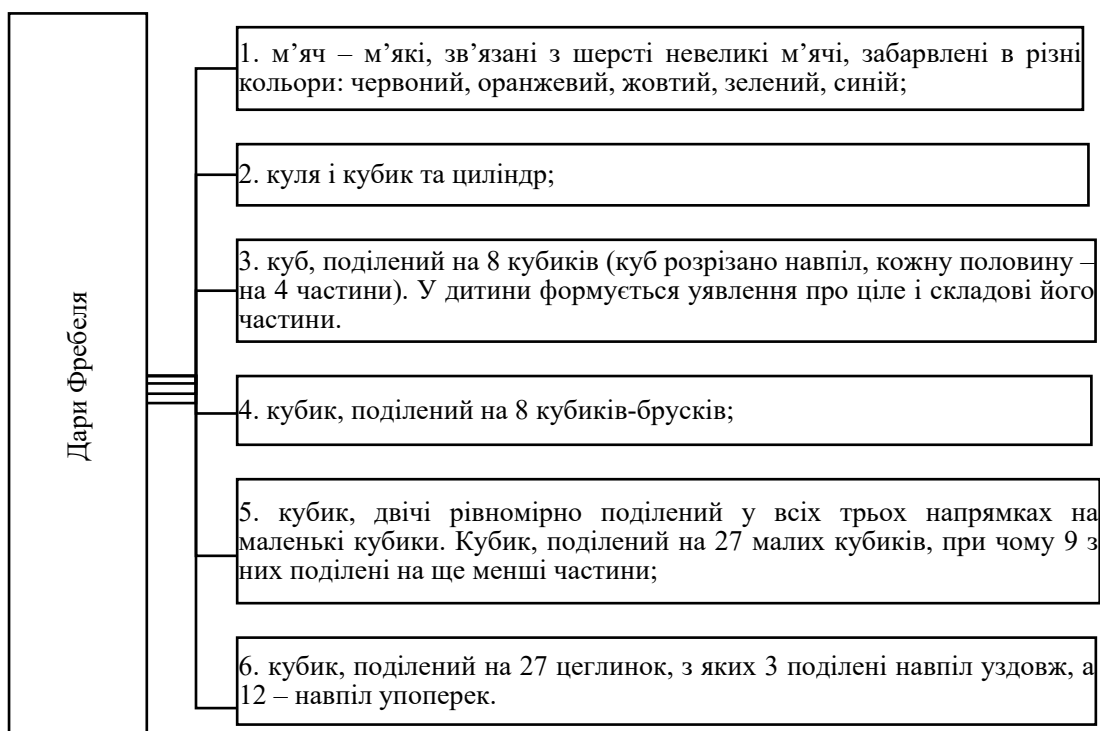 Дари Фребеля
1. м’яч – м’які, зв’язані з шерсті невеликі м’ячі, забарвлені в різні
кольори: червоний, оранжевий, жовтий, зелений, синій;
2. куля і кубик та циліндр;
3. куб, поділений на 8 кубиків (куб розрізано навпіл, кожну половину –
на 4 частини). У дитини формується уявлення про ціле і складові його
частини.
4. кубик, поділений на 8 кубиків-брусків;
5. кубик, двічі рівномірно поділений у всіх трьох напрямках на
маленькі кубики. Кубик, поділений на 27 малих кубиків, при чому 9 з
них поділені на ще менші частини;
6. кубик, поділений на 27 цеглинок, з яких 3 поділені навпіл уздовж, а
12 – навпіл упоперек.